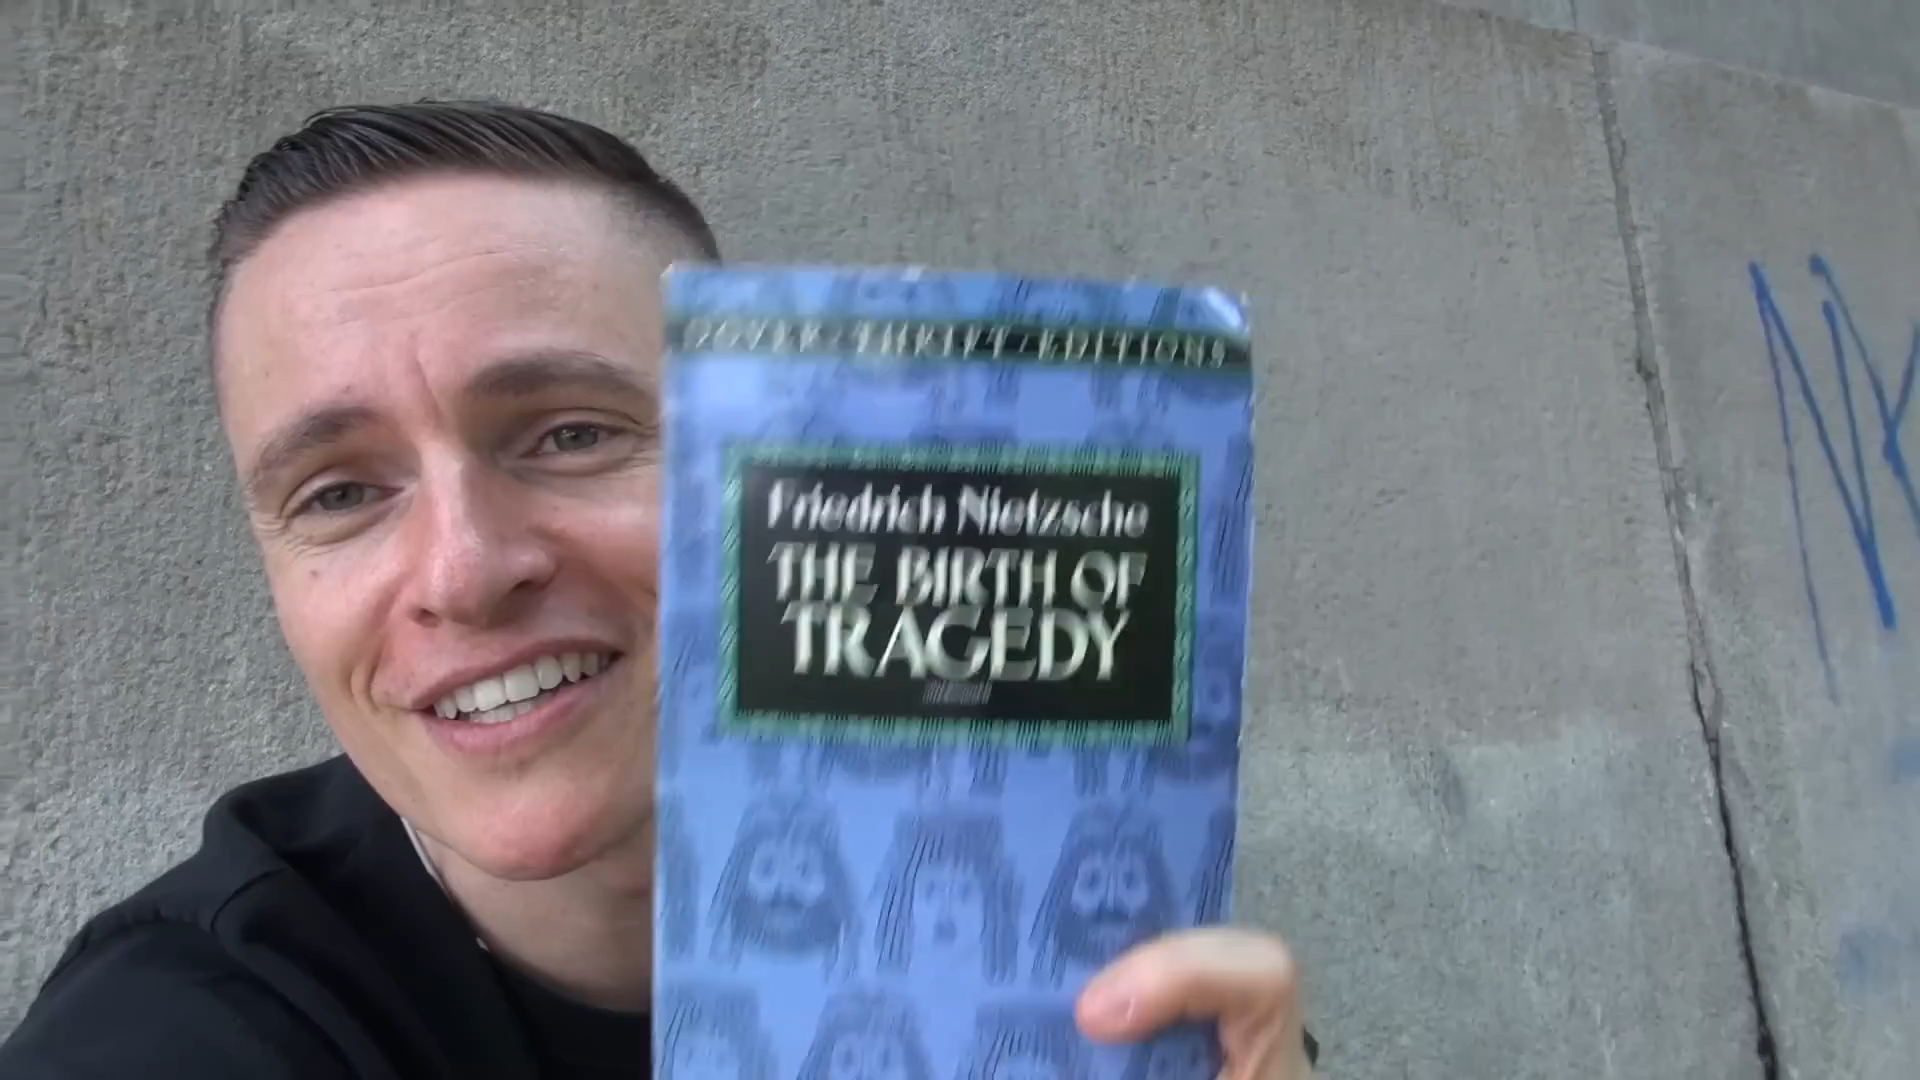 DOVER · THRIFT · EDITIONS
Friedrich Nietzsche
THE BIRTH OF
TRAGEDY